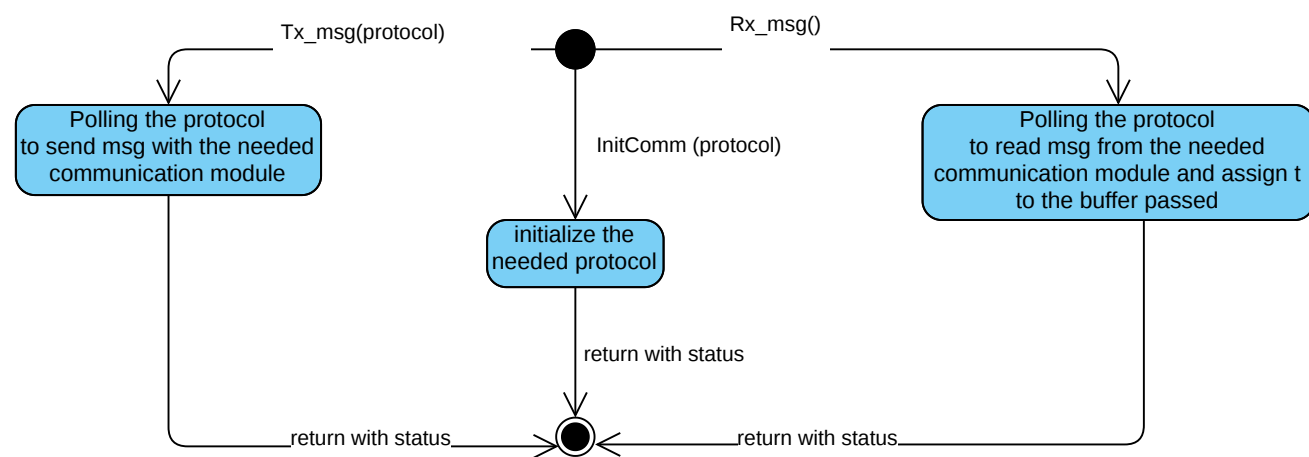 Tx_msg(protocol)
Rx_msg()
Polling the protocol
to send msg with the needed
communication module
InitComm (protocol)
Polling the protocol
to read msg from the needed
communication module and assign t
to the buffer passed
initialize the
needed protocol
return with status
return with status
return with status